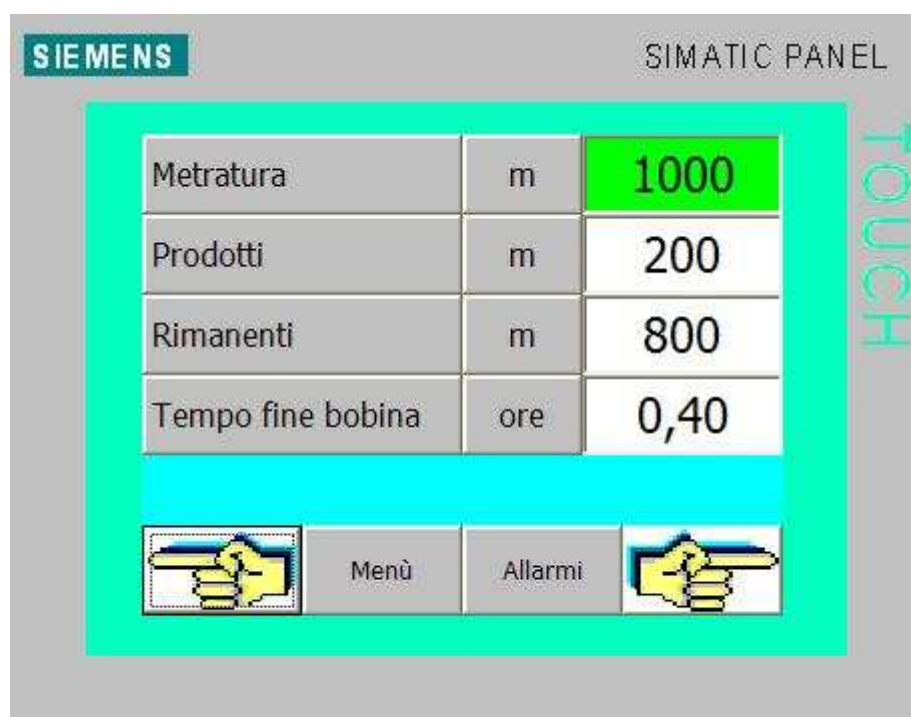 SIEMENS SIMATIC PANEL
TOUCH
Metratura m 1000
Prodotti m 200
Rimanenti m 800
Tempo fine bobina ore 0,40
Menù Allarmi